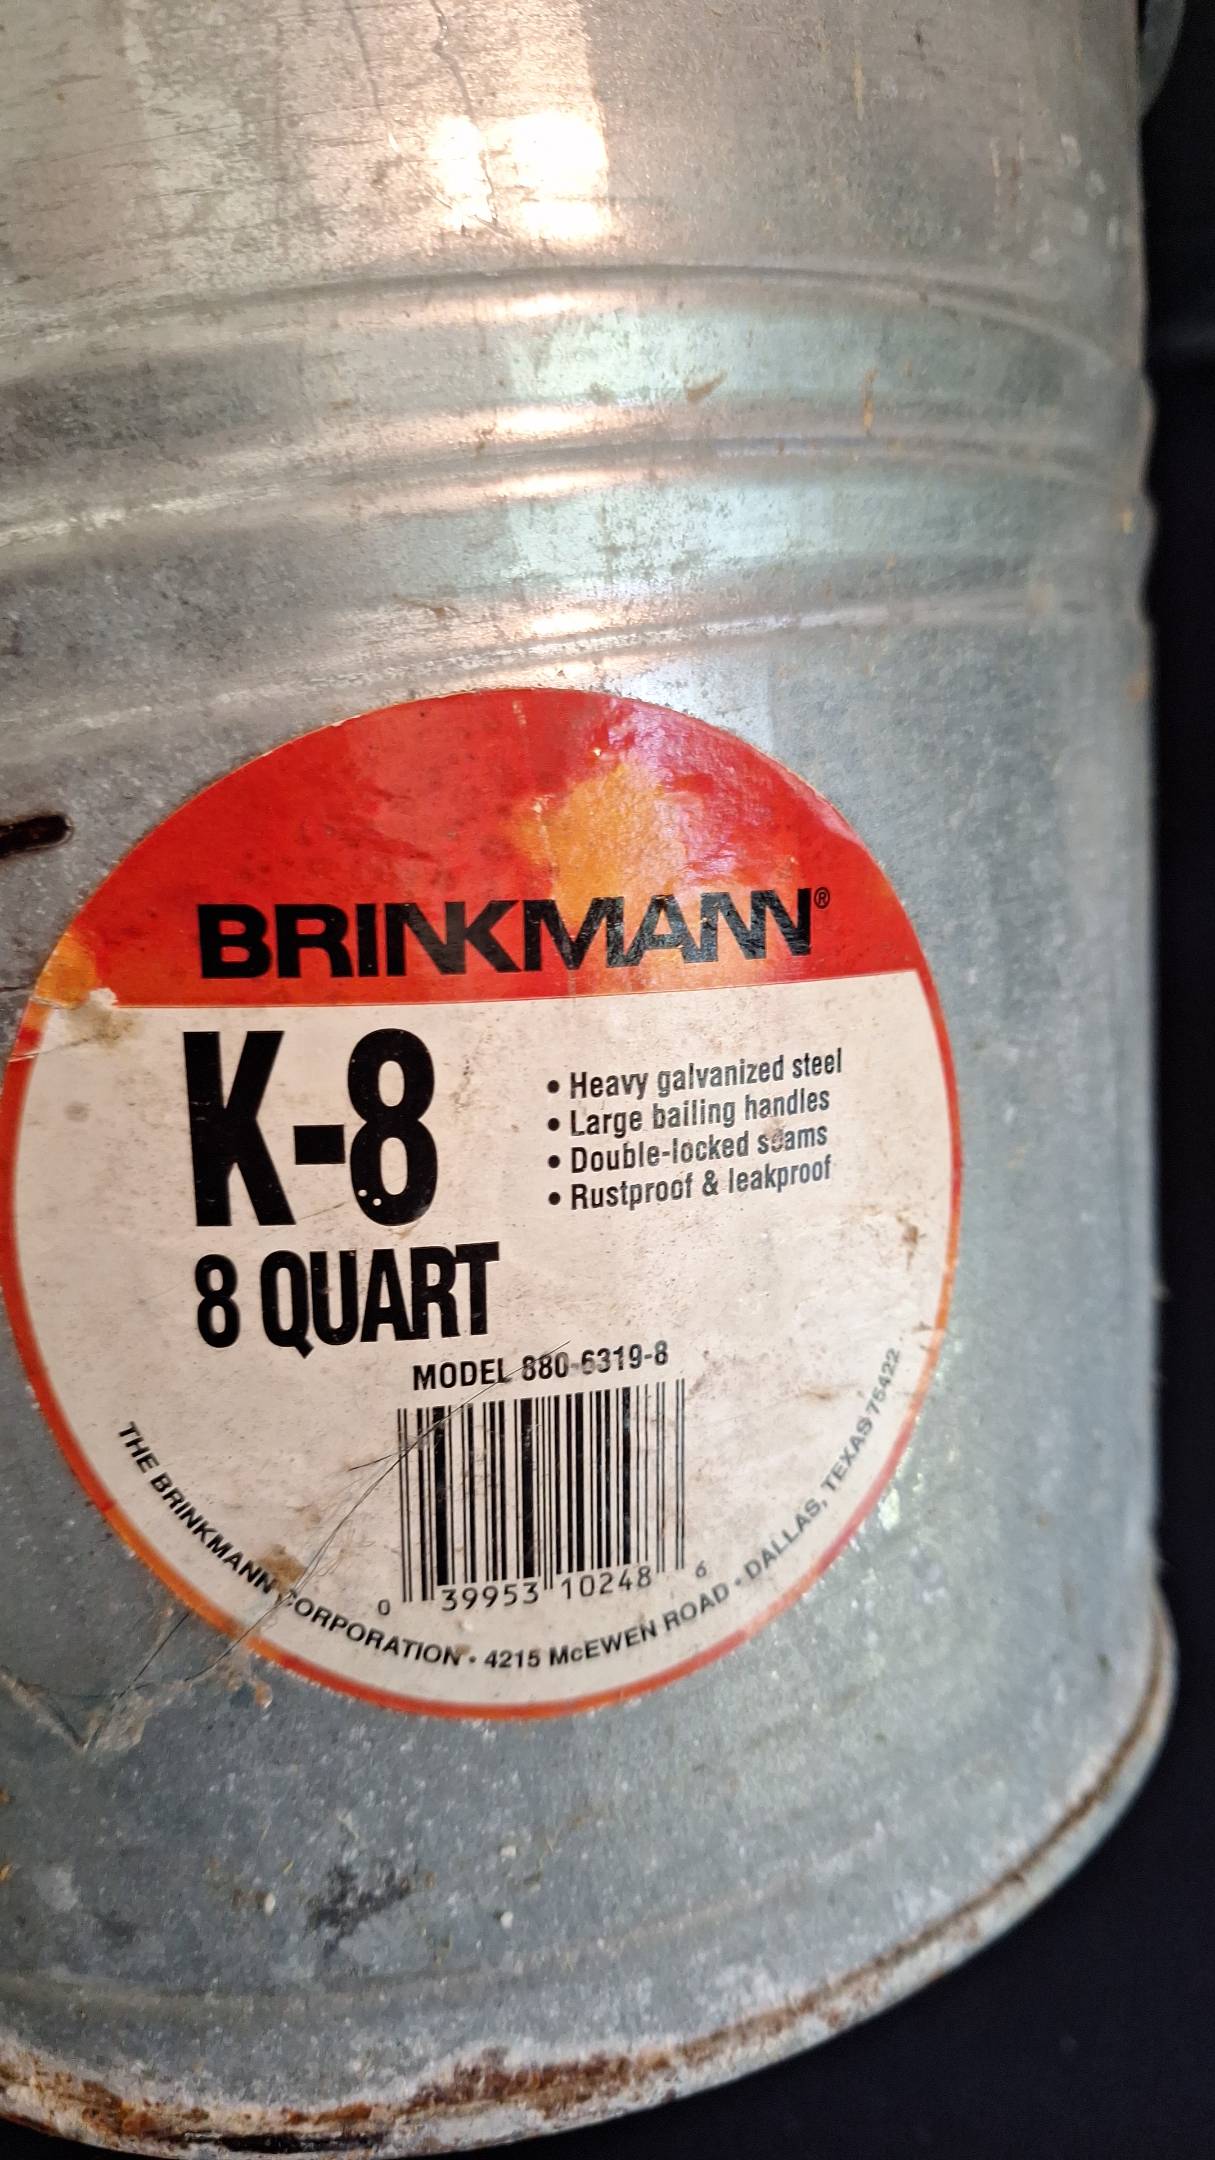 BRINKMANN®
K-8
8 QUART
• Heavy galvanized steel
• Large bailing handles
• Double-locked seams
• Rustproof & leakproof
MODEL 880-6319-8
0 39953 10248 6
THE BRINKMANN CORPORATION • 4215 McEWEN ROAD • DALLAS, TEXAS 75422